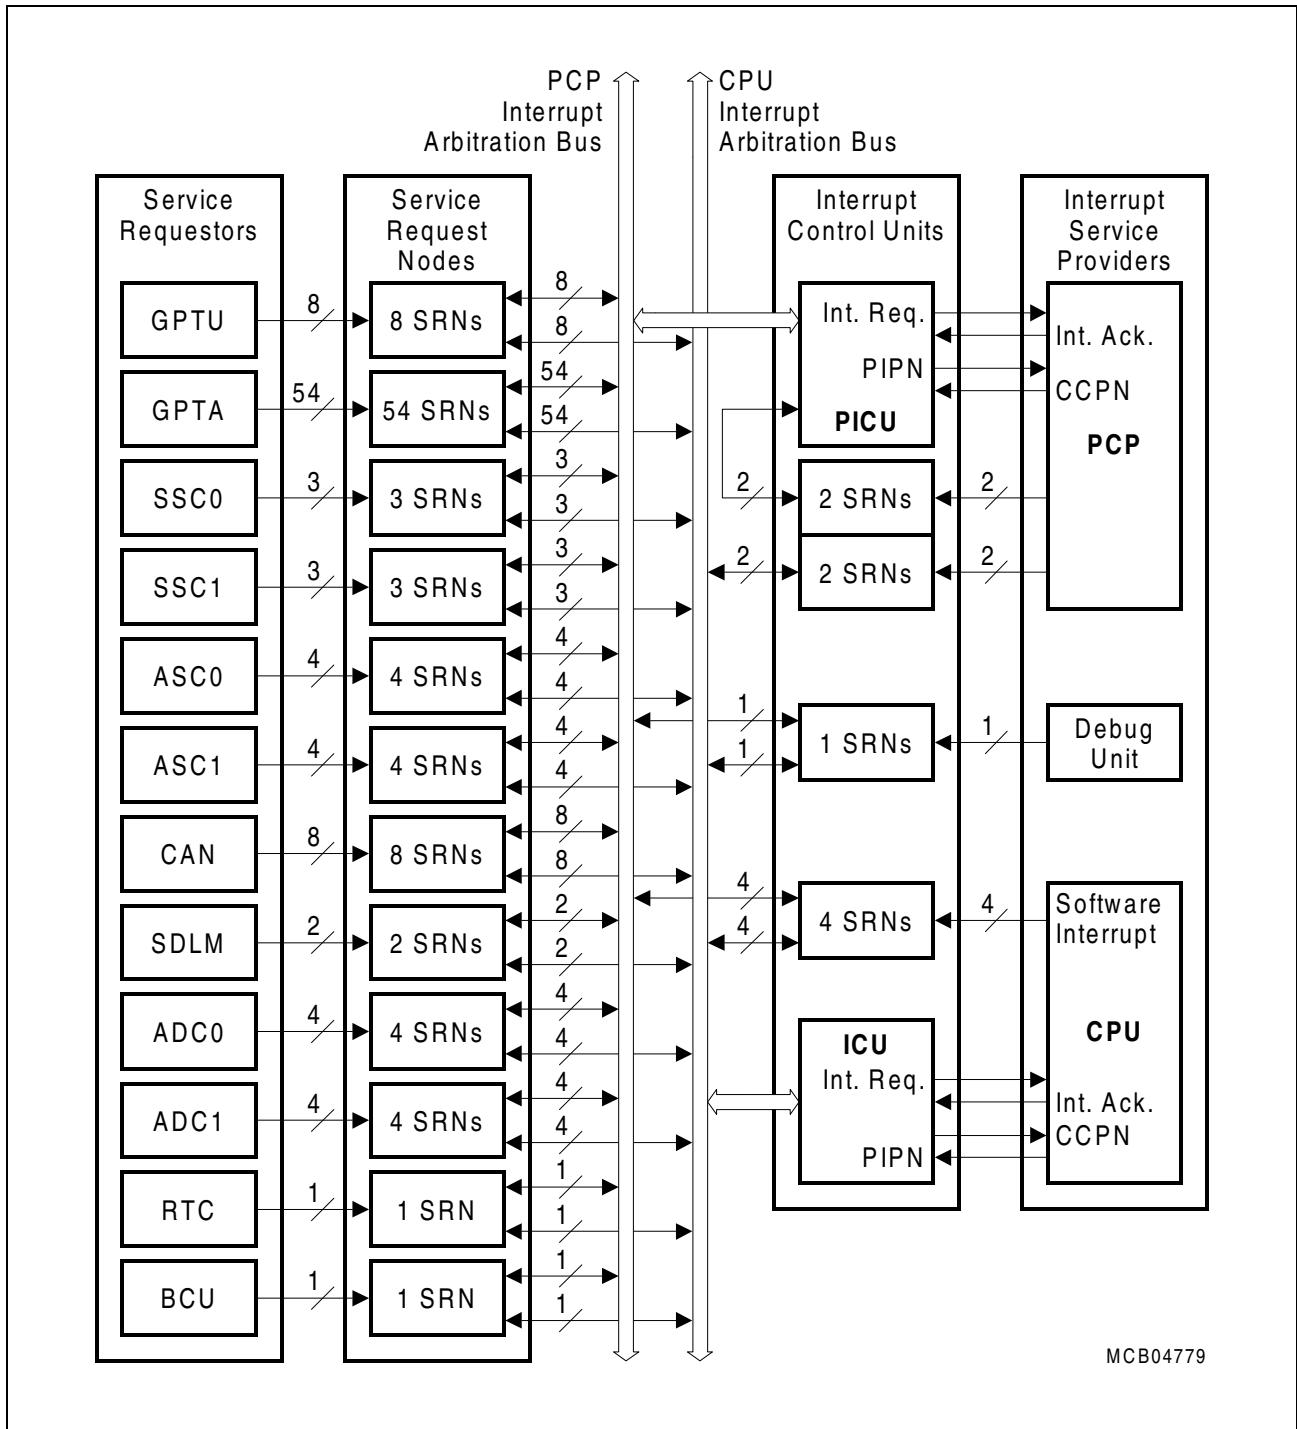 PCP
Interrupt
Arbitration Bus
CPU
Interrupt
Arbitration Bus
Service
Requestors
Service
Request
Nodes
Interrupt
Control Units
Interrupt
Service
Providers
GPTU
8
8 SRNs
8
8
GPTA
54
54 SRNs
54
54
SSC0
3
3 SRNs
3
3
SSC1
3
3 SRNs
3
3
ASC0
4
4 SRNs
4
4
ASC1
4
4 SRNs
4
4
CAN
8
8 SRNs
8
8
SDLM
2
2 SRNs
2
2
ADC0
4
4 SRNs
4
4
ADC1
4
4 SRNs
4
4
RTC
1
1 SRN
1
1
BCU
1
1 SRN
1
1
Int. Req.
PIPN
PICU
Int. Ack.
CCPN
PCP
2
2 SRNs
2
2
2 SRNs
2
1
1
1 SRNs
1
Debug
Unit
4
4
4 SRNs
4
Software
Interrupt
CPU
ICU
Int. Req.
PIPN
Int. Ack.
CCPN
MCB04779